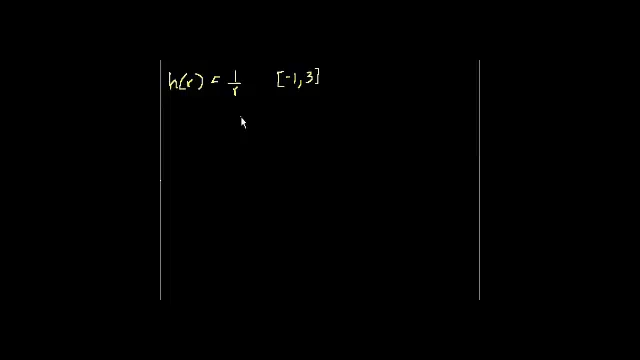 h(x) = 1/x [-1, 3]